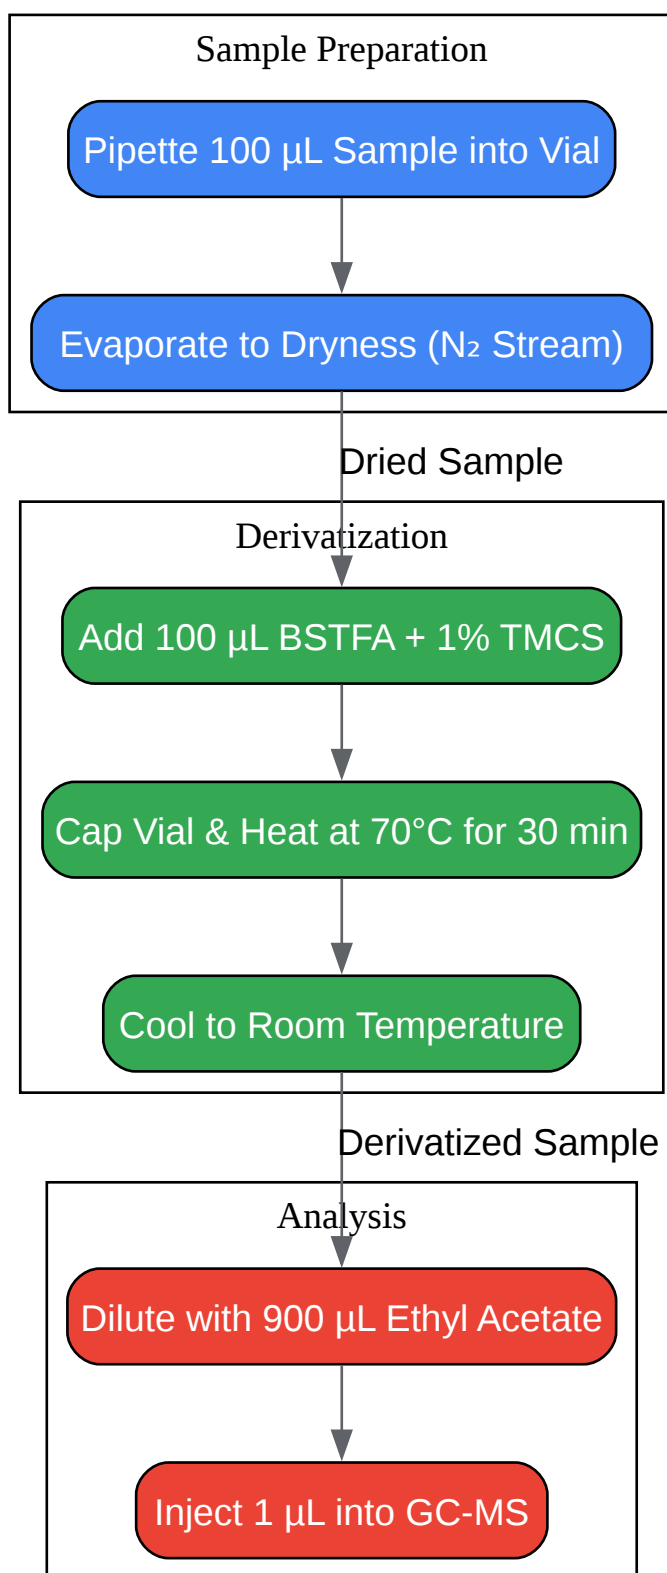 Sample Preparation
Pipette 100 µL Sample into Vial
Evaporate to Dryness (N₂ Stream)
Dried Sample
Derivatization
Add 100 µL BSTFA + 1% TMCS
Cap Vial & Heat at 70°C for 30 min
Cool to Room Temperature
Derivatized Sample
Analysis
Dilute with 900 µL Ethyl Acetate
Inject 1 µL into GC-MS